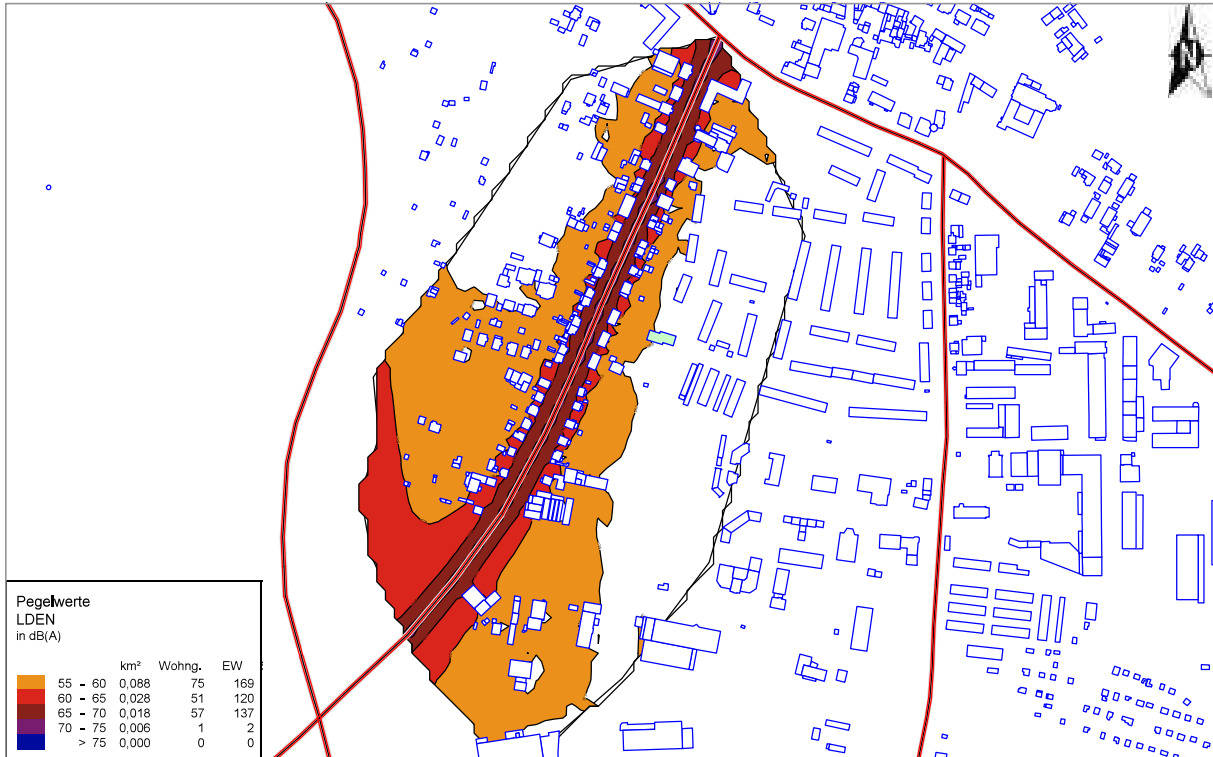 N
Pegelwerte
LDEN
in dB(A)
km² Wohng. EW
55 - 60 0,088 75 169
60 - 65 0,028 51 120
65 - 70 0,018 57 137
70 - 75 0,006 1 2
> 75 0,000 0 0